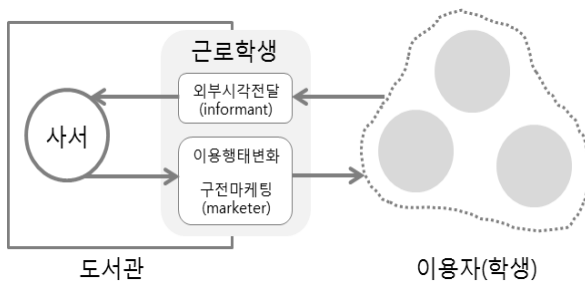 근로학생
외부시각전달
(informant)
사서
이용행태변화
구전마케팅
(marketer)
도서관
이용자(학생)